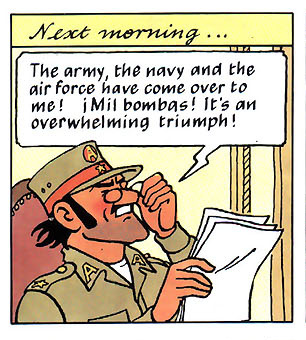 Next morning...
The army, the navy and the
air force have come over to
me! ¡Mil bombas! It's an
overwhelming triumph!
A
A
A